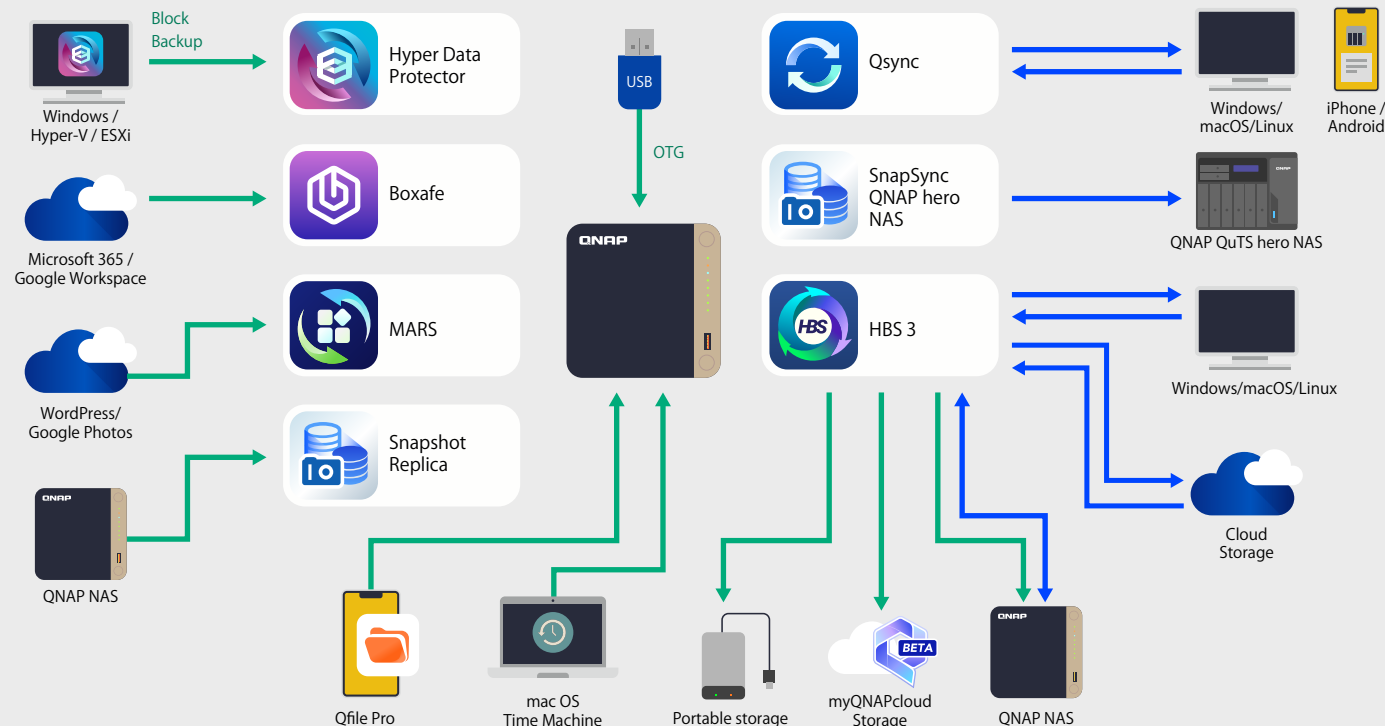 Block
Backup
Windows /
Hyper-V / ESXi
Hyper Data
Protector
USB
OTG
Qsync
Windows/
macOS/Linux
iPhone /
Android
Microsoft 365 /
Google Workspace
Boxafe
QNAP
SnapSync
QNAP hero
NAS
QNAP
QNAP QuTS hero NAS
WordPress/
Google Photos
MARS
HBS
HBS 3
Windows/macOS/Linux
QNAP
QNAP NAS
Snapshot
Replica
Cloud
Storage
Qfile Pro
mac OS
Time Machine
Portable storage
BETA
myQNAPcloud
Storage
QNAP
QNAP NAS